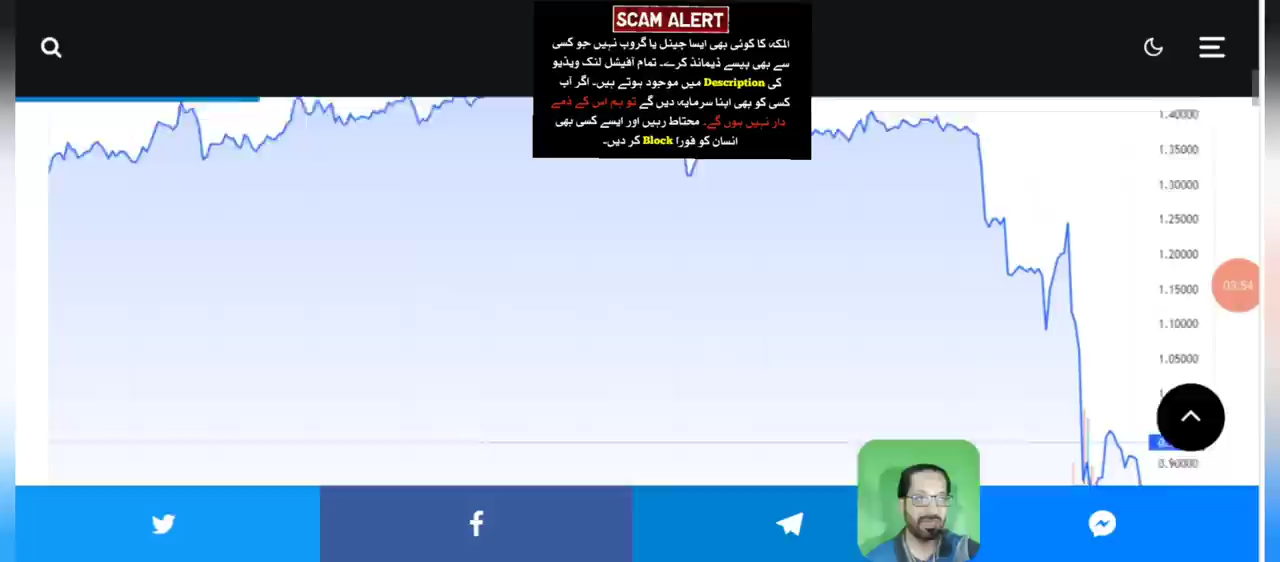 SCAM ALERT
المکہ کا کوئی بھی ایسا چینل یا گروپ نہیں جو کسی
سے بھی پیسے ڈیمانڈ کرے۔ تمام آفیشل لنک ویڈیو
کی Description میں موجود ہوتے ہیں۔ اگر آپ
کسی کو بھی اپنا سرمایہ دیں گے تو ہم اس کے ذمے
دار نہیں ہوں گے۔ محتاط رہیں اور ایسے کسی بھی
انسان کو فورا Block کر دیں۔
1.40000
1.35000
1.30000
1.25000
1.20000
1.15000
1.10000
1.05000
0.90000
03:54